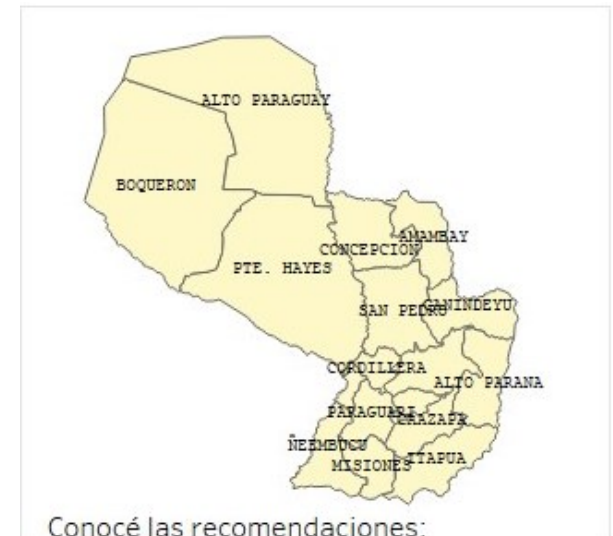 ALTO PARAGUAY
BOQUERON
AMAMBAY
CONCEPCION
PTE. HAYES
CANINDEYU
SAN PEDRO
CORDILLERA
ALTO PARANA
PARAGUARI
CAAZAPA
ÑEEMBUCU
ITAPUA
MISIONES
Conocé las recomendaciones: